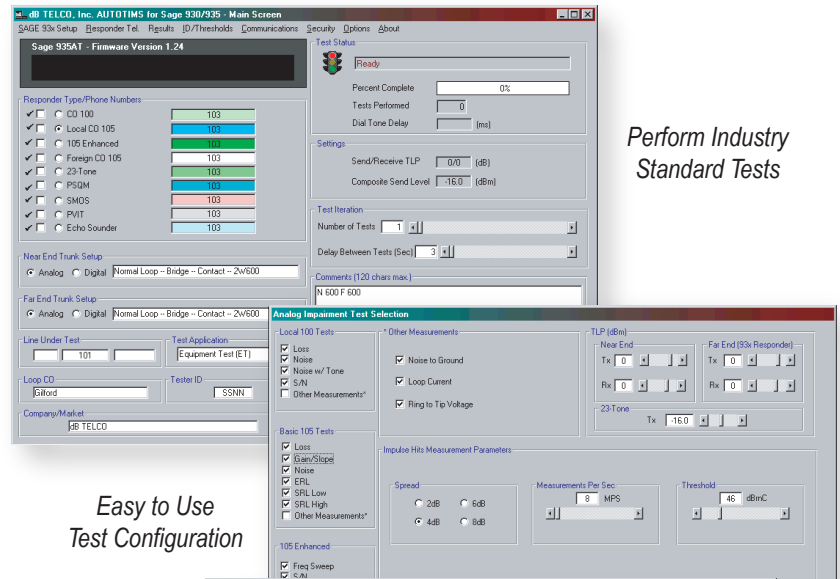 dB TELCO, Inc. AUTOTIMS for Sage 930/935 - Main Screen
SAGE 93x Setup Responder Tel. Results ID/Thresholds Communications Security Options About
Sage 935AT - Firmware Version 1.24
Responder Type/Phone Numbers
CO 100 103
Local CO 105 103
105 Enhanced 103
Foreign CO 105 103
23-Tone 103
PSQM 103
SMOS 103
PVIT 103
Echo Sounder 103
Near End Trunk Setup
Analog Digital Normal Loop -- Bridge -- Contact -- 2W600
Far End Trunk Setup
Analog Digital Normal Loop -- Bridge -- Contact -- 2W600
Line Under Test
101
Test Application
Equipment Test (ET)
Loop CO
Gilford
Tester ID
SSNN
Company/Market
dB TELCO
Test Status
Ready
Percent Complete 0%
Tests Performed 0
Dial Tone Delay (ms)
Settings
Send/Receive TLP 0/0 (dB)
Composite Send Level -16.0 (dBm)
Test Iteration
Number of Tests 1
Delay Between Tests (Sec) 3
Comments (120 chars max.)
N 600 F 600
Perform Industry
Standard Tests
Analog Impairment Test Selection
Local 100 Tests
Loss
Noise
Noise w/ Tone
S/N
Other Measurements*
* Other Measurements
Noise to Ground
Loop Current
Ring to Tip Voltage
TLP (dBm)
Near End
Tx 0
Rx 0
Far End (93x Responder)
Tx 0
Rx 0
23-Tone
Tx -16.0
Basic 105 Tests
Loss
Gain/Slope
Noise
ERL
SRL Low
SRL High
Other Measurements*
Impulse Hits Measurement Parameters
Spread
2dB 6dB
4dB 8dB
Measurements Per Sec
8 MPS
Threshold
46 dBrnC
105 Enhanced
Freq Sweep
S/N
Easy to Use
Test Configuration